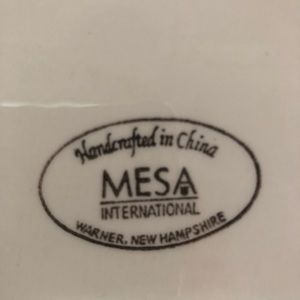 Handcrafted in China
MESA
INTERNATIONAL
WARNER, NEW HAMPSHIRE